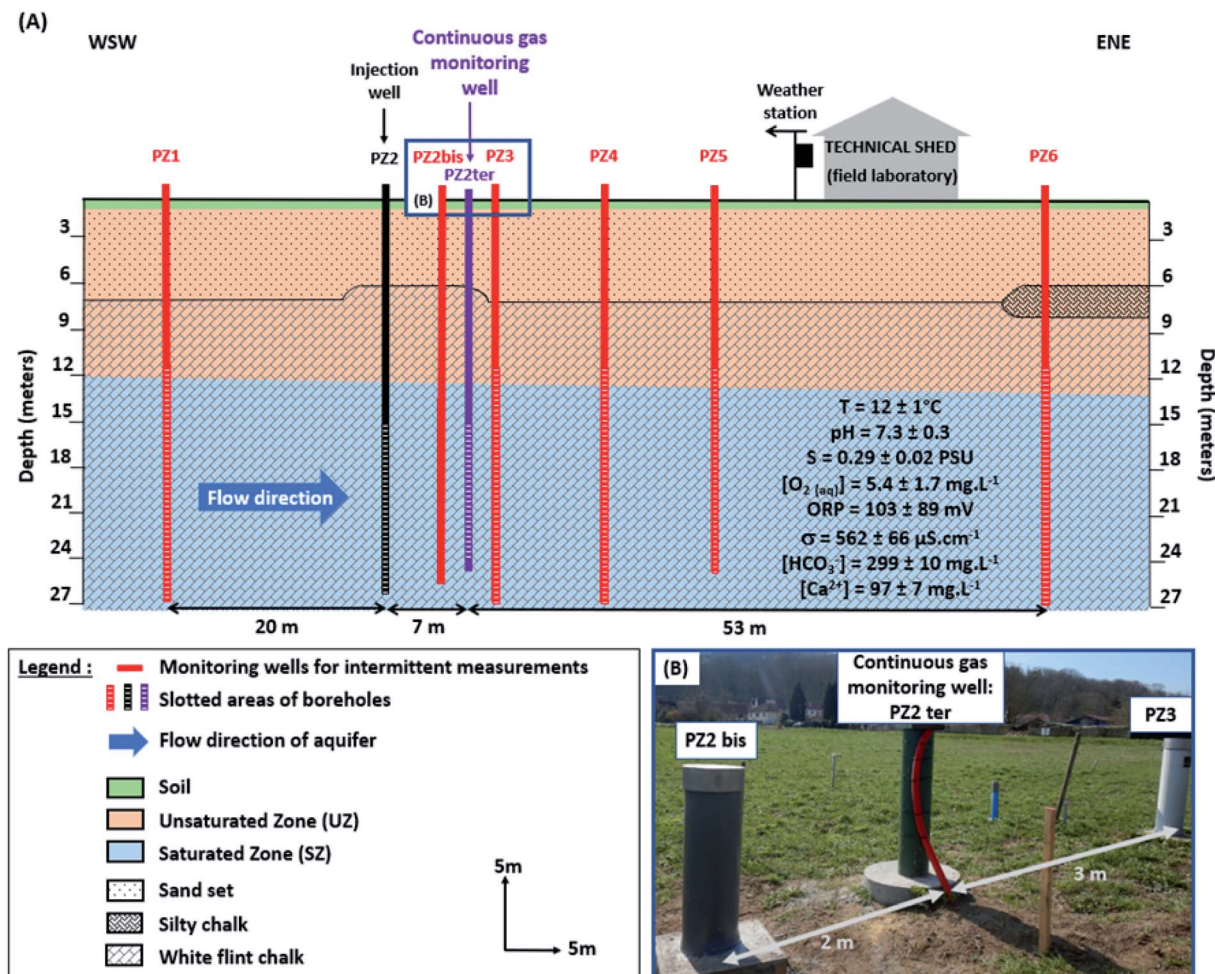 (A)
WSW
ENE
Continuous gas
monitoring
well
Injection
well
Weather
station
TECHNICAL SHED
(field laboratory)
PZ1
PZ2
PZ2bis
PZ3
PZ4
PZ5
PZ6
PZ2ter
(B)
3
6
9
12
15
18
21
24
27
Depth (meters)
3
6
9
12
15
18
21
24
27
Depth (meters)
Flow direction
T = 12 ± 1°C
pH = 7.3 ± 0.3
S = 0.29 ± 0.02 PSU
[O₂ (aq)] = 5.4 ± 1.7 mg.L⁻¹
ORP = 103 ± 89 mV
σ = 562 ± 66 µS.cm⁻¹
[HCO₃⁻] = 299 ± 10 mg.L⁻¹
[Ca²⁺] = 97 ± 7 mg.L⁻¹
20 m
7 m
53 m
Legend :
Monitoring wells for intermittent measurements
Slotted areas of boreholes
Flow direction of aquifer
Soil
Unsaturated Zone (UZ)
Saturated Zone (SZ)
Sand set
Silty chalk
White flint chalk
5m
5m
(B)
Continuous gas
monitoring well:
PZ2 ter
PZ2 bis
PZ3
3 m
2 m